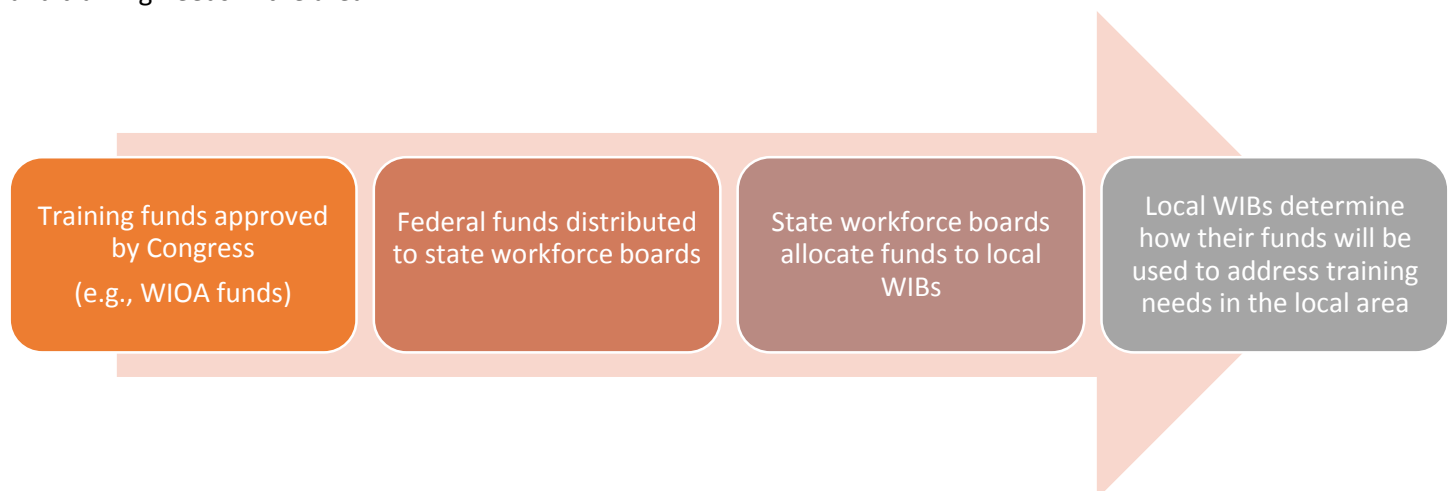 Training funds approved
by Congress
(e.g., WIOA funds)
Federal funds distributed
to state workforce boards
State workforce boards
allocate funds to local
WIBs
Local WIBs determine
how their funds will be
used to address training
needs in the local area